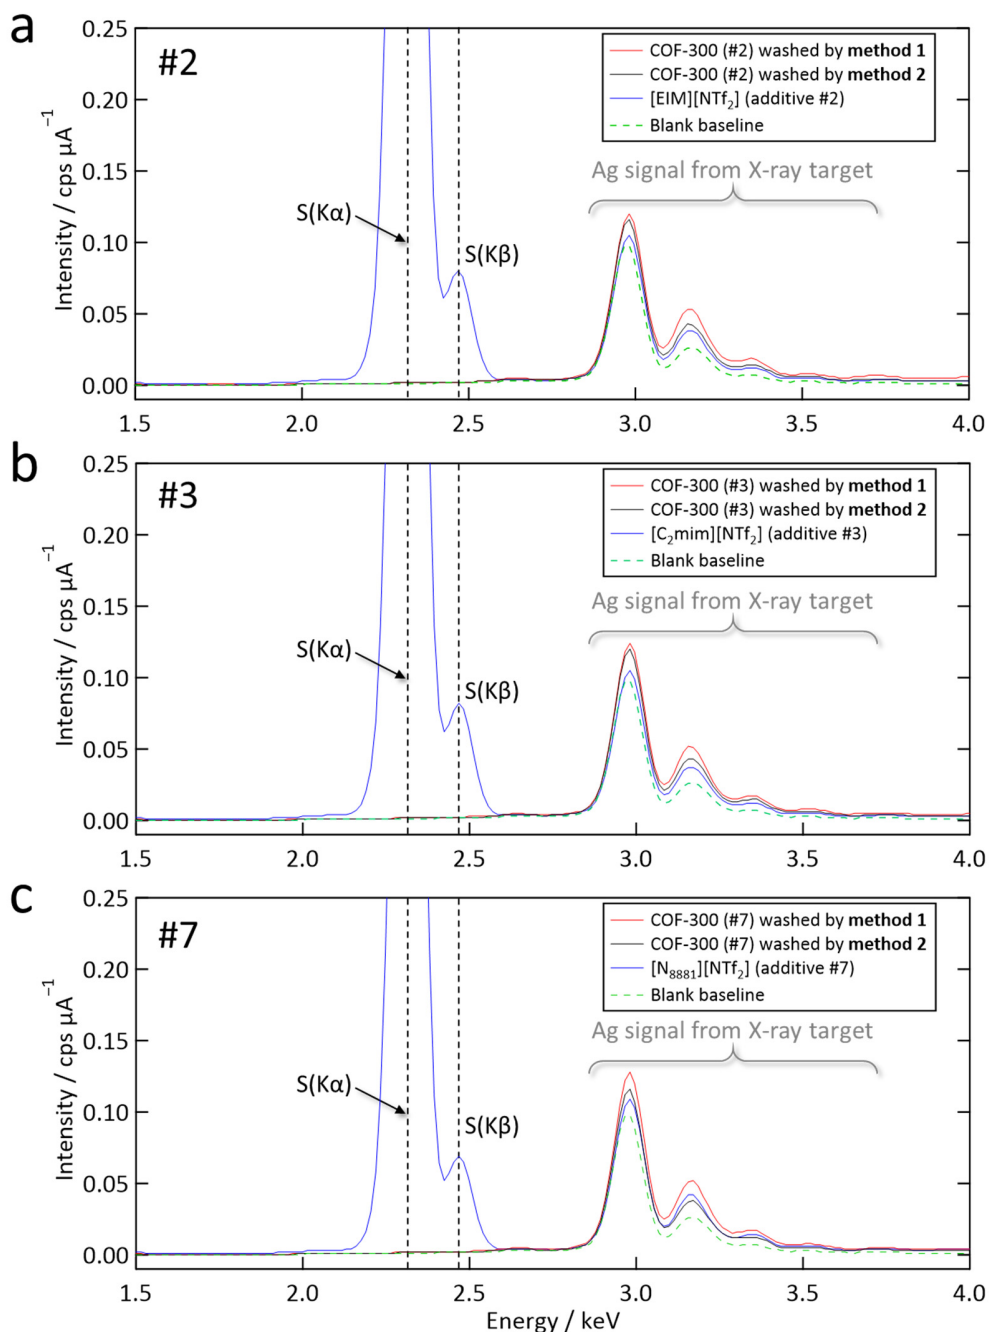 a
#2
COF-300 (#2) washed by method 1
COF-300 (#2) washed by method 2
[EIM][NTf₂] (additive #2)
Blank baseline
Ag signal from X-ray target
S(Kα)
S(Kβ)
Intensity / cps μA⁻¹
0.25
0.20
0.15
0.10
0.05
0.00
1.5 2.0 2.5 3.0 3.5 4.0
b
#3
COF-300 (#3) washed by method 1
COF-300 (#3) washed by method 2
[C₂mim][NTf₂] (additive #3)
Blank baseline
Ag signal from X-ray target
S(Kα)
S(Kβ)
Intensity / cps μA⁻¹
0.25
0.20
0.15
0.10
0.05
0.00
1.5 2.0 2.5 3.0 3.5 4.0
c
#7
COF-300 (#7) washed by method 1
COF-300 (#7) washed by method 2
[N₈₈₈₁][NTf₂] (additive #7)
Blank baseline
Ag signal from X-ray target
S(Kα)
S(Kβ)
Intensity / cps μA⁻¹
0.25
0.20
0.15
0.10
0.05
0.00
1.5 2.0 2.5 3.0 3.5 4.0
Energy / keV